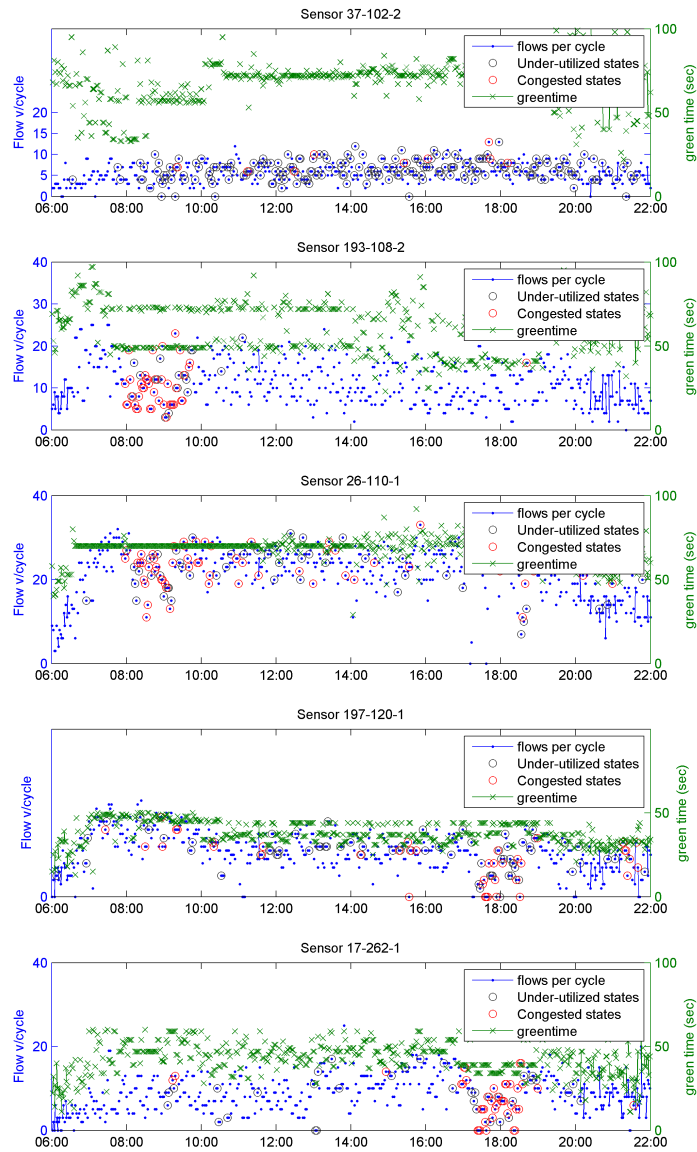 Sensor 37-102-2
100
flows per cycle
Under-utilized states
Congested states
greentime
20
15
10
5
0
50
0
Flow v/cycle
green time (sec)
06:00 08:00 10:00 12:00 14:00 16:00 18:00 20:00 22:00
Sensor 193-108-2
40
30
20
10
0
100
50
0
flows per cycle
Under-utilized states
Congested states
greentime
Flow v/cycle
green time (sec)
06:00 08:00 10:00 12:00 14:00 16:00 18:00 20:00 22:00
Sensor 26-110-1
40
20
0
100
50
0
flows per cycle
Under-utilized states
Congested states
greentime
Flow v/cycle
green time (sec)
06:00 08:00 10:00 12:00 14:00 16:00 18:00 20:00 22:00
Sensor 197-120-1
flows per cycle
Under-utilized states
Congested states
greentime
0
50
0
Flow v/cycle
green time (sec)
06:00 08:00 10:00 12:00 14:00 16:00 18:00 20:00 22:00
Sensor 17-262-1
40
20
0
100
50
0
flows per cycle
Under-utilized states
Congested states
greentime
Flow v/cycle
green time (sec)
06:00 08:00 10:00 12:00 14:00 16:00 18:00 20:00 22:00